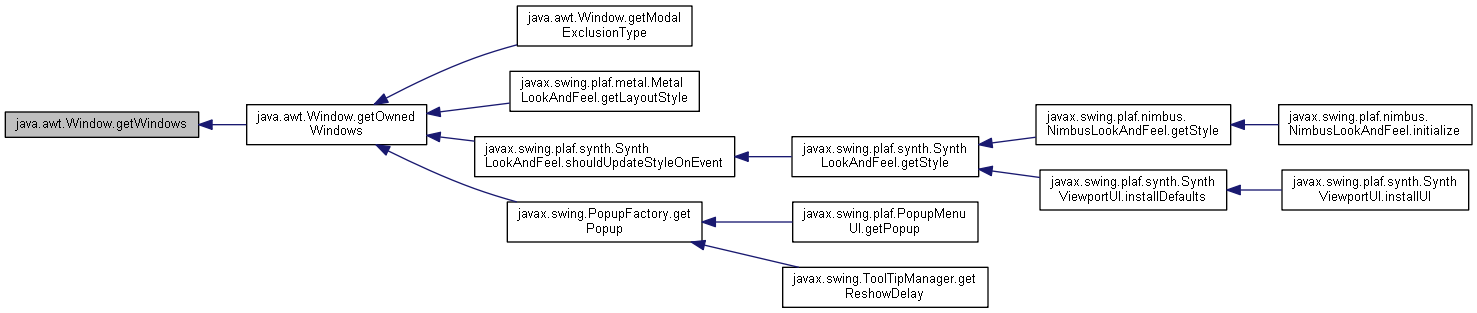 java.awt.Window.getModal
ExclusionType
javax.swing.plaf.metal.Metal
LookAndFeel.getLayoutStyle
java.awt.Window.getWindows
java.awt.Window.getOwned
Windows
javax.swing.plaf.synth.Synth
LookAndFeel.shouldUpdateStyleOnEvent
javax.swing.plaf.synth.Synth
LookAndFeel.getStyle
javax.swing.plaf.nimbus.
NimbusLookAndFeel.getStyle
javax.swing.plaf.nimbus.
NimbusLookAndFeel.initialize
javax.swing.plaf.synth.Synth
ViewportUI.installDefaults
javax.swing.plaf.synth.Synth
ViewportUI.installUI
javax.swing.PopupFactory.get
Popup
javax.swing.plaf.PopupMenu
UI.getPopup
javax.swing.ToolTipManager.get
ReshowDelay